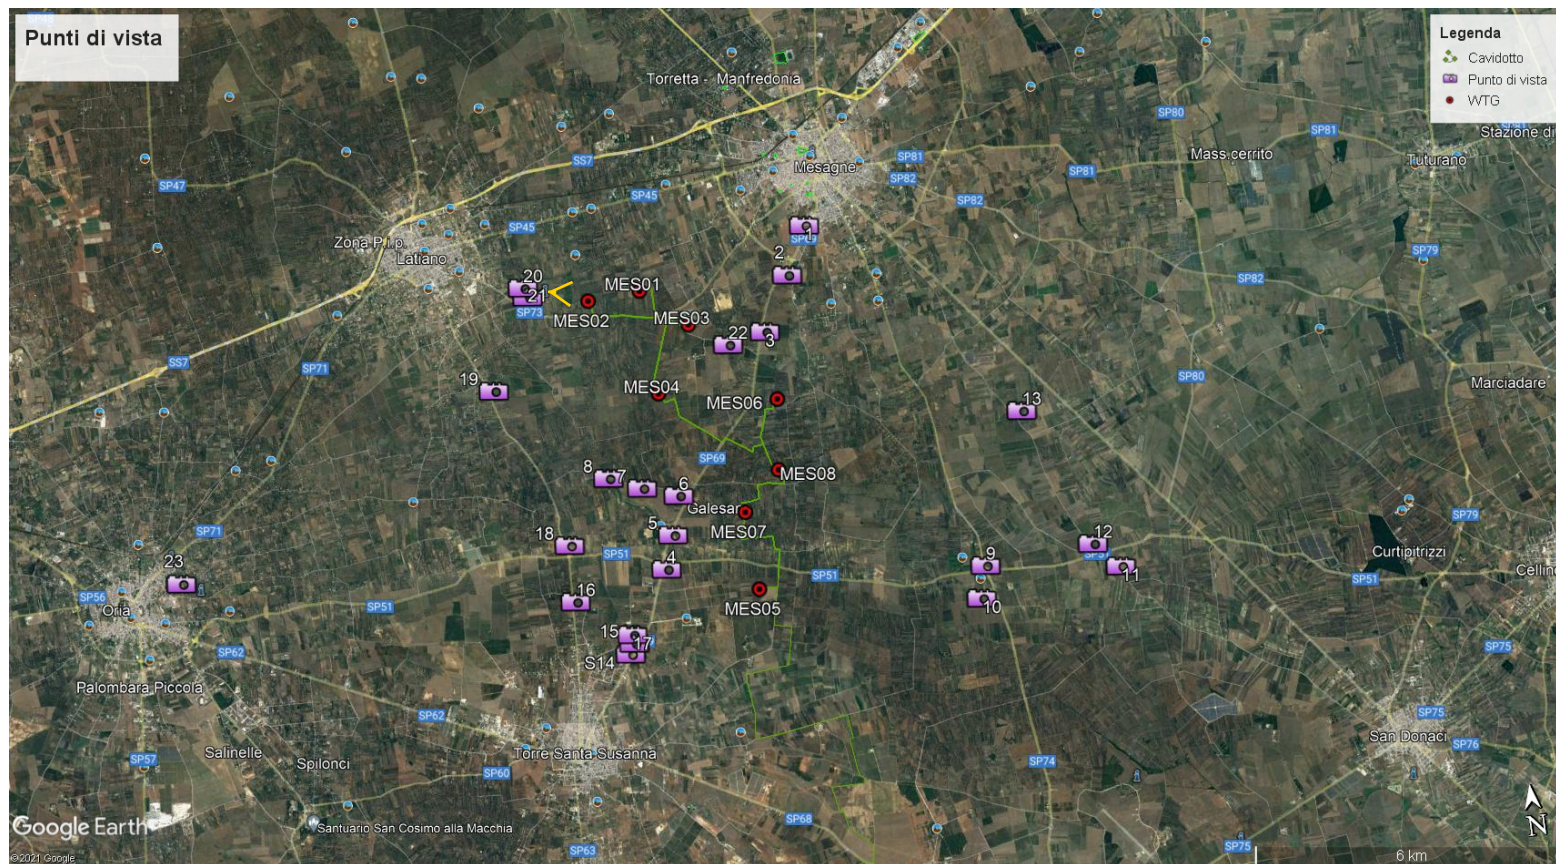 Punti di vista
Legenda
Cavidotto
Punto di vista
WTG
Torretta - Manfredonia
SP80
SP81
Stazione di
Mesagne
SS7
SP81
Mass.cerrito
Tuturano
SP47
SP45
SP82
SP81
SP82
SP45
1
Zona P.i.p.
Latiano
2
SP79
SP82
20
21
MES01
MES02
SP73
MES03
22
3
SS7
SP71
SP80
19
MES04
MES06
13
Marciadare
SP69
8
7
6
MES08
Galesan
SP71
5
MES07
18
SP51
4
SP51
9
12
11
SP79
Curtipitrizzi
SP51
Cellin
23
SP56
Oria
SP51
16
MES05
10
15
17
S14
SP62
SP75
Palombara Piccola
SP62
SP75
San Donaci
SP76
Salinelle
Spilonci
Torre Santa Susanna
SP57
SP60
SP74
Google Earth
Santuario San Cosimo alla Macchia
SP68
N
SP63
SP75
6 km
©2021 Google